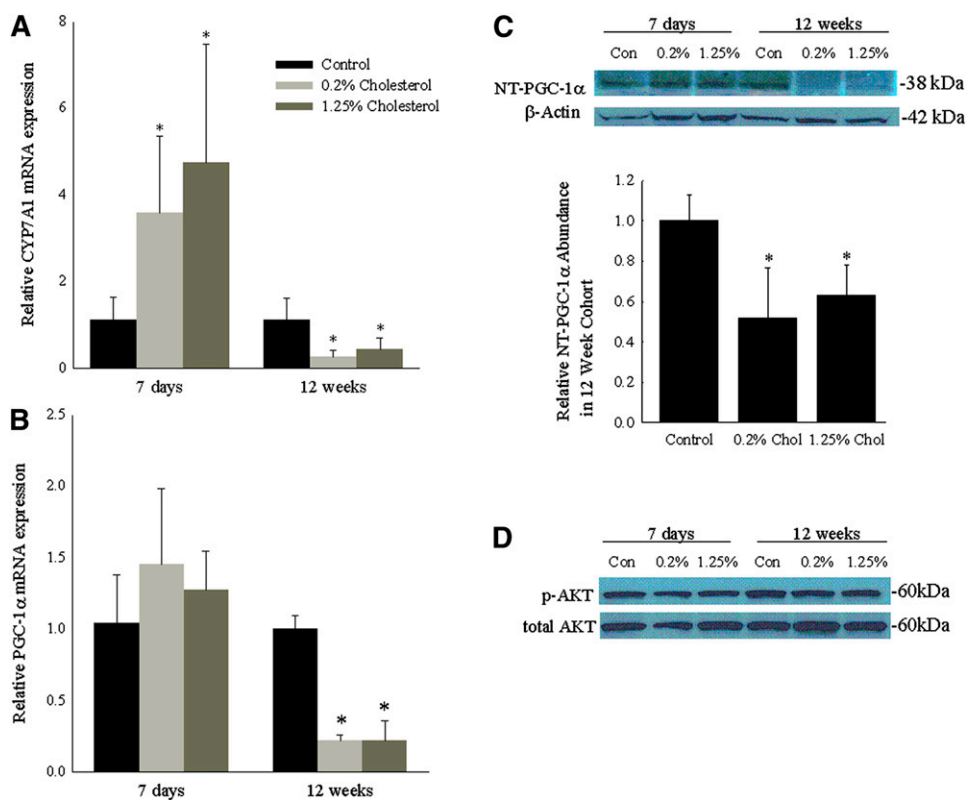 A
Relative CYP7A1 mRNA expression
8
6
4
2
0
*
*
*
*
Control
0.2% Cholesterol
1.25% Cholesterol
7 days
12 weeks
B
Relative PGC-1α mRNA expression
2.5
2.0
1.5
1.0
0.5
0.0
*
*
7 days
12 weeks
C
7 days 12 weeks
Con 0.2% 1.25% Con 0.2% 1.25%
NT-PGC-1α -38 kDa
β-Actin -42 kDa
Relative NT-PGC-1α Abundance
in 12 Week Cohort
1.2
1.0
0.8
0.6
0.4
0.2
0.0
*
*
Control 0.2% Chol 1.25% Chol
D
7 days 12 weeks
Con 0.2% 1.25% Con 0.2% 1.25%
p-AKT -60kDa
total AKT -60kDa